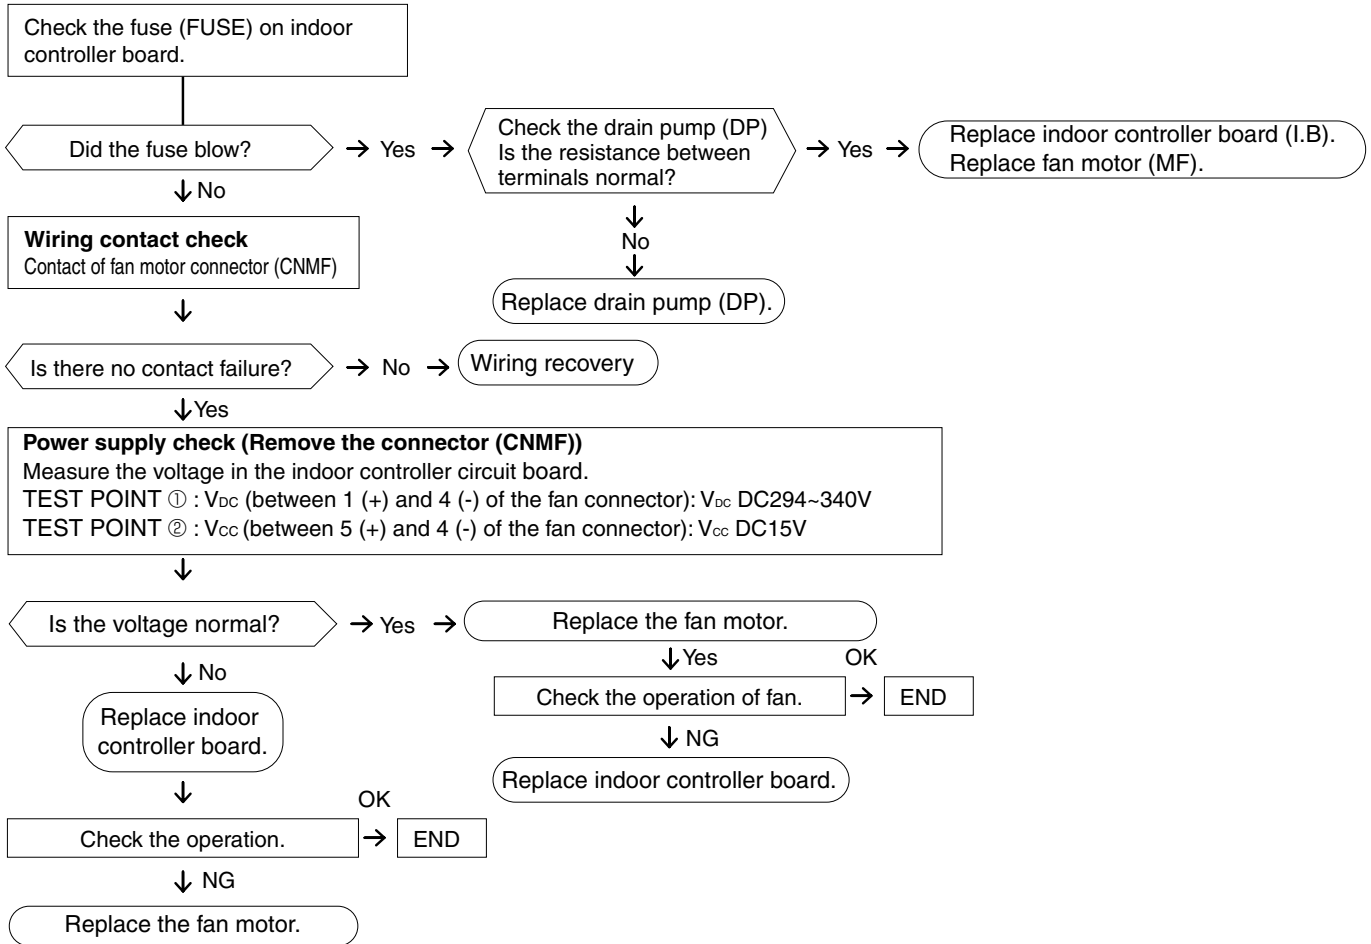 Check the fuse (FUSE) on indoor
controller board.
Did the fuse blow?
Yes
Check the drain pump (DP)
Is the resistance between
terminals normal?
Yes
Replace indoor controller board (I.B).
Replace fan motor (MF).
No
No
Replace drain pump (DP).
Wiring contact check
Contact of fan motor connector (CNMF)
Is there no contact failure?
No
Wiring recovery
Yes
Power supply check (Remove the connector (CNMF))
Measure the voltage in the indoor controller circuit board.
TEST POINT ① : VDC (between 1 (+) and 4 (-) of the fan connector): VDC DC294~340V
TEST POINT ② : VCC (between 5 (+) and 4 (-) of the fan connector): VCC DC15V
Is the voltage normal?
Yes
Replace the fan motor.
Yes
OK
Check the operation of fan.
END
NG
Replace indoor controller board.
No
Replace indoor
controller board.
OK
Check the operation.
END
NG
Replace the fan motor.